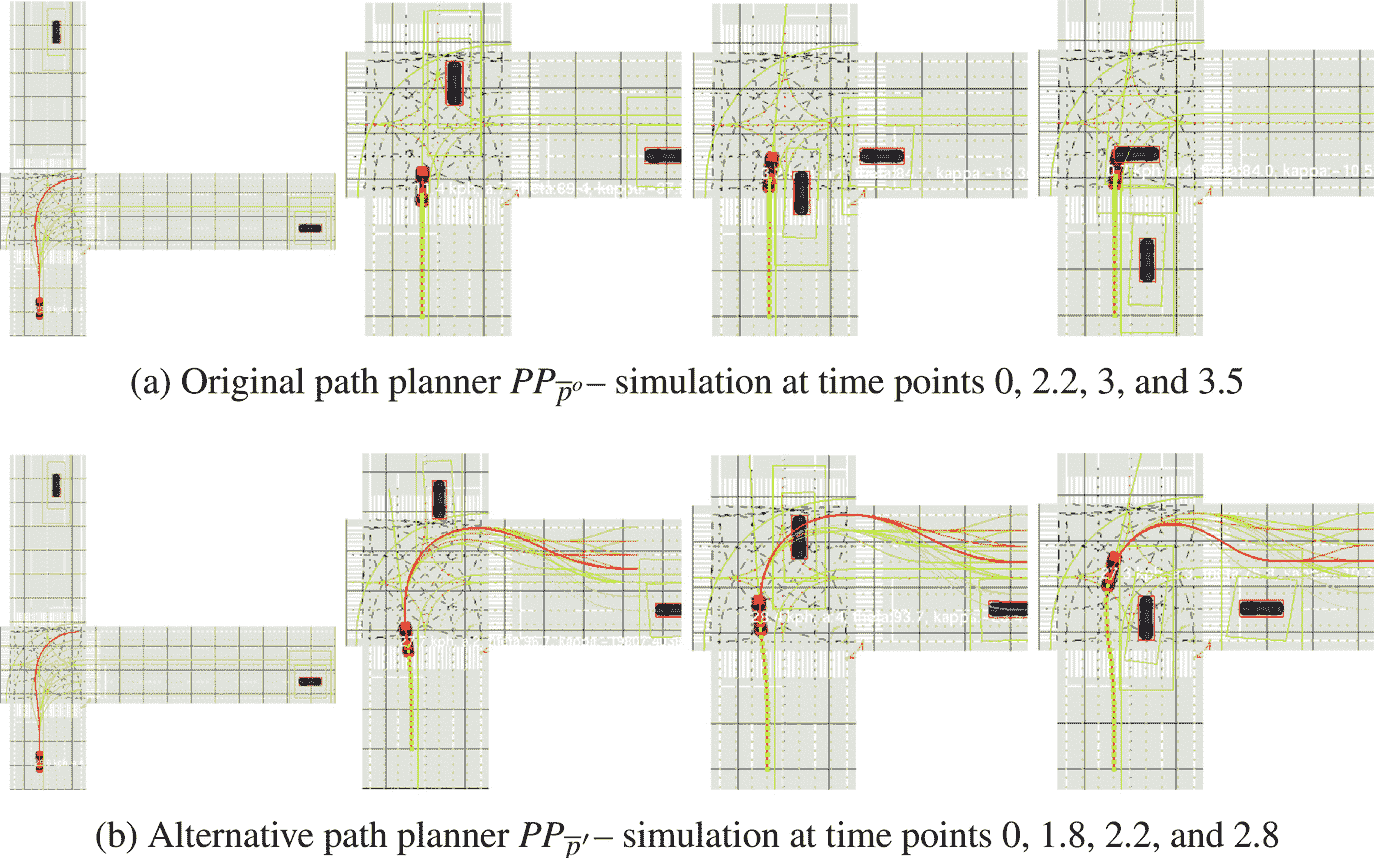 (a) Original path planner PP_p̅ᵒ – simulation at time points 0, 2.2, 3, and 3.5
(b) Alternative path planner PP_p̅′ – simulation at time points 0, 1.8, 2.2, and 2.8